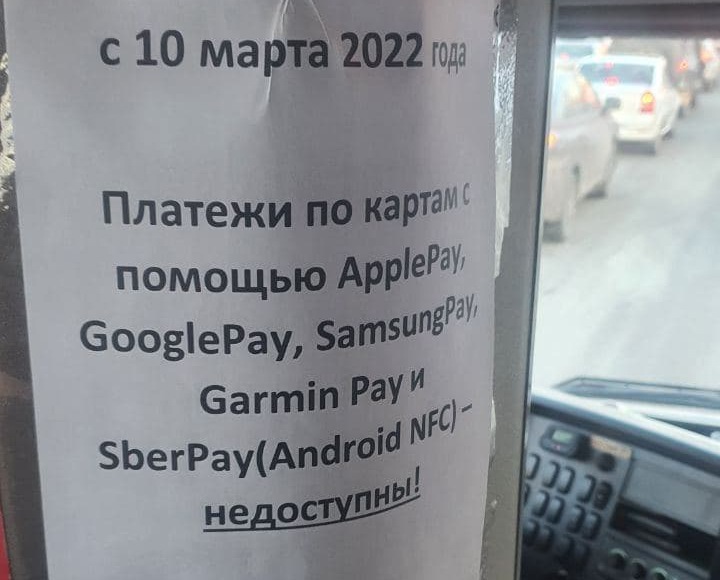 с 10 марта 2022 года
Платежи по картам с
помощью ApplePay,
GooglePay, SamsungPay,
Garmin Pay и
SberPay(Android NFC) –
недоступны!